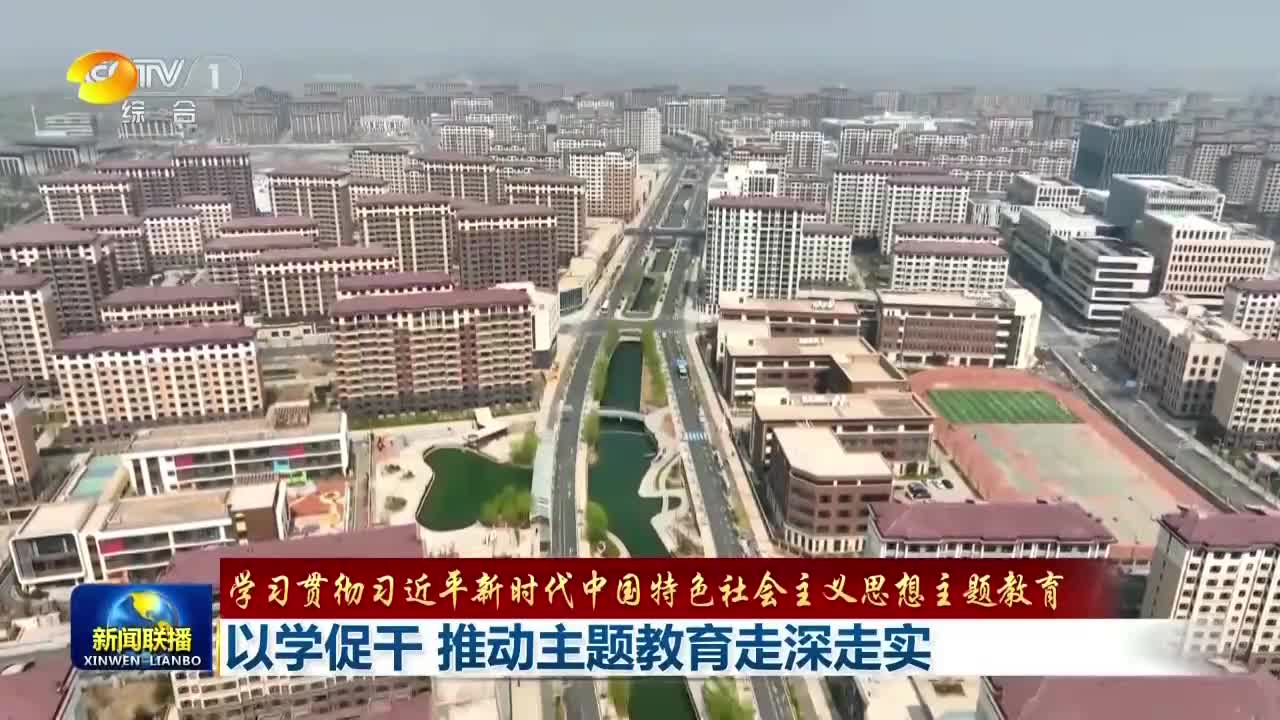 CCTV 1
综合
学习贯彻习近平新时代中国特色社会主义思想主题教育
新闻联播
XINWEN LIANBO
以学促干 推动主题教育走深走实